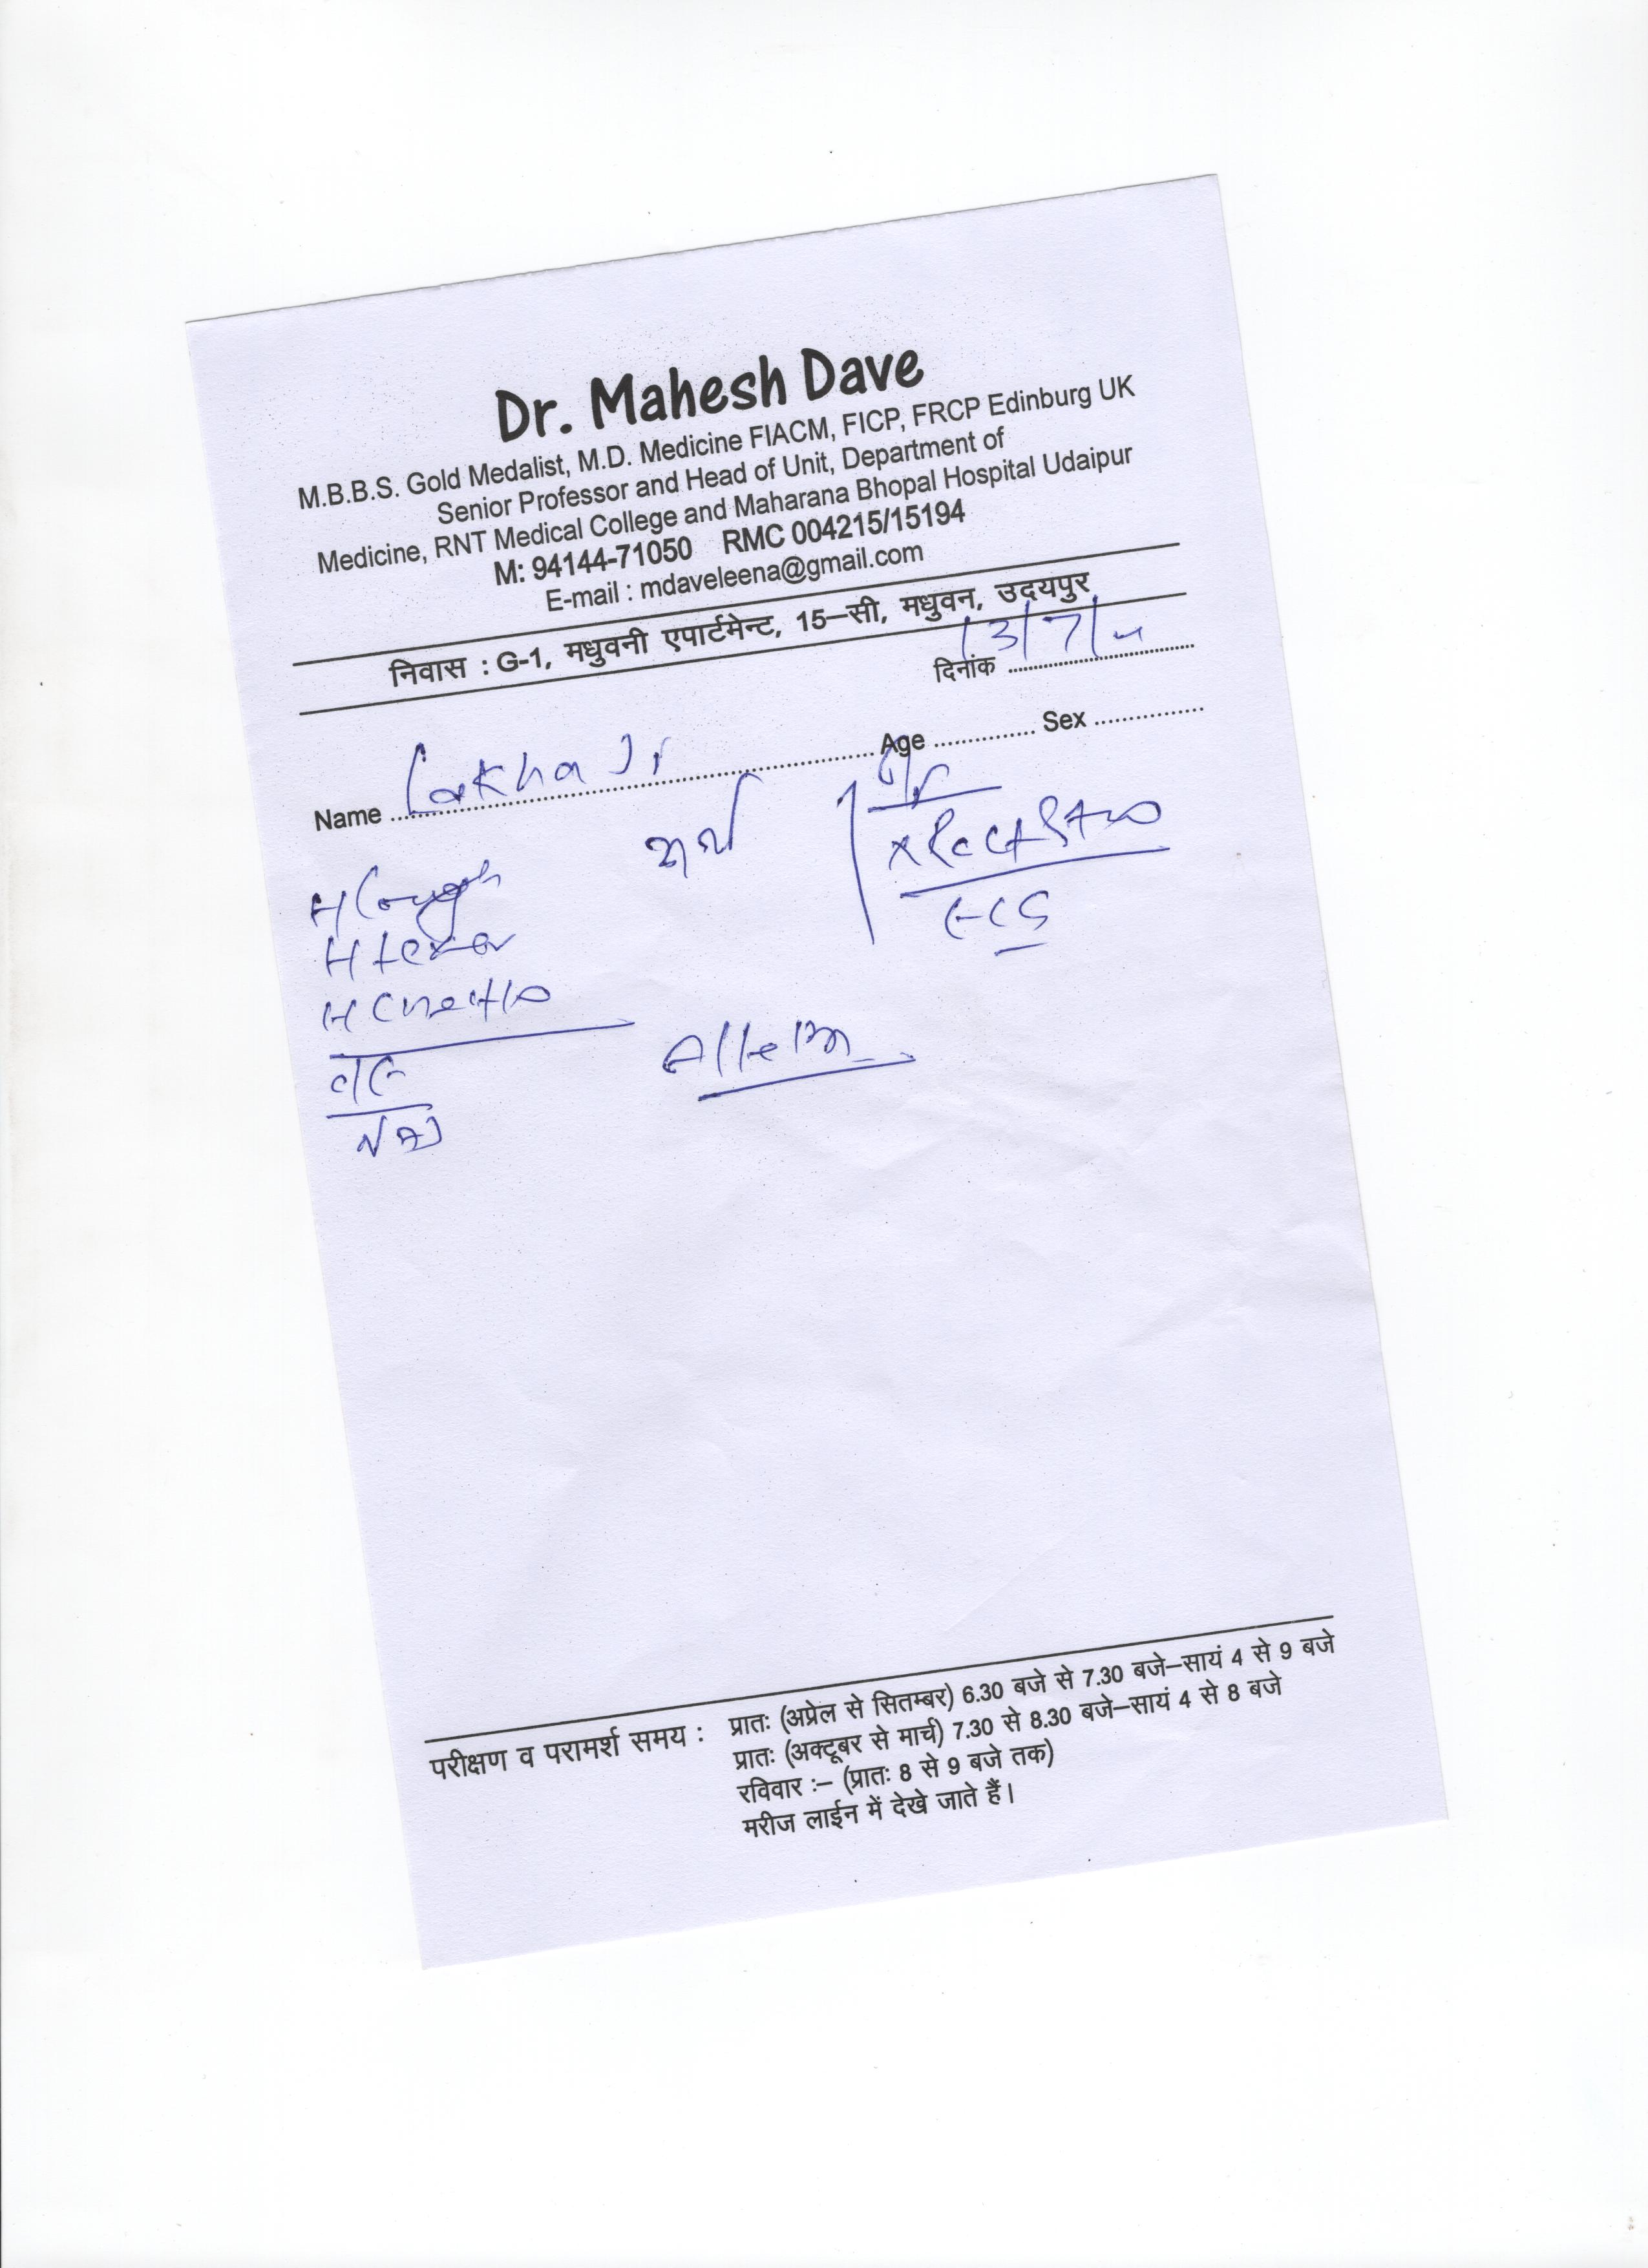 Dr. Mahesh Dave
M.B.B.S. Gold Medalist, M.D. Medicine FIACM, FICP, FRCP Edinburg UK
Senior Professor and Head of Unit, Department of
Medicine, RNT Medical College and Maharana Bhopal Hospital Udaipur
M: 94144-71050 RMC 004215/15194
E-mail : mdaveleena@gmail.com
निवास : G-1, मधुवनी एपार्टमेन्ट, 15–सी, मधुवन, उदयपुर
दिनांक 13/7/
Name Lakha Ji Age Sex
H Cough
H
H
परीक्षण व परामर्श समय : प्रातः (अप्रेल से सितम्बर) 6.30 बजे से 7.30 बजे–सायं 4 से 9 बजे
प्रातः (अक्टूबर से मार्च) 7.30 से 8.30 बजे–सायं 4 से 8 बजे
रविवार :– (प्रातः 8 से 9 बजे तक)
मरीज लाईन में देखे जाते हैं।